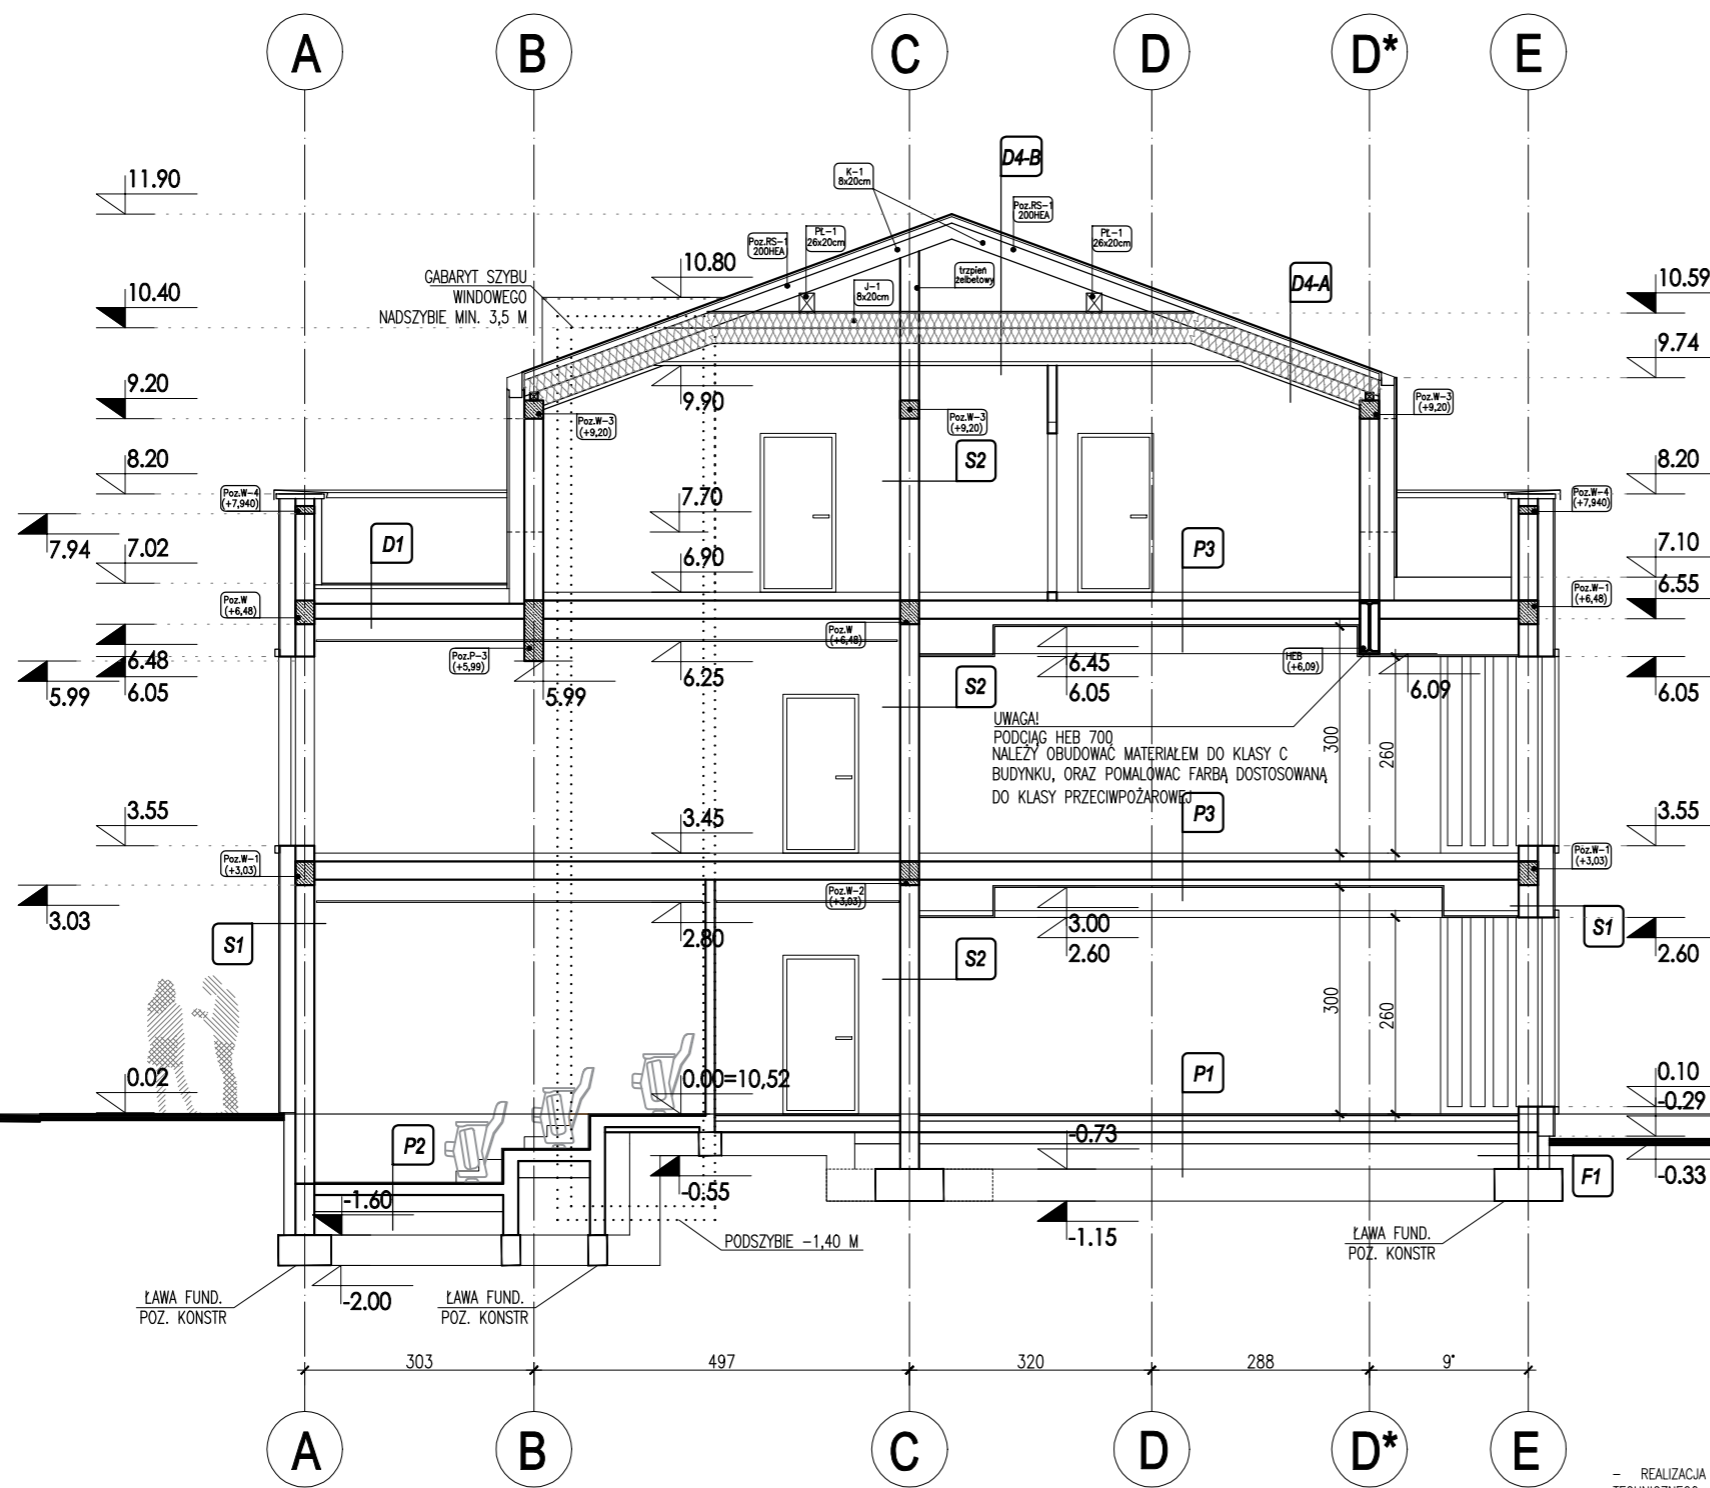 A B C D D* E
D4-B
K-1
8x20cm
11.90
Poz.RS-1
200HEA
PŁ-1
26x20cm
Poz.RS-1
200HEA
PŁ-1
26x20cm
GABARYT SZYBU
WINDOWEGO
NADSZYBIE MIN. 3,5 M
10.80
trzpień
żelbetowy
J-1
8x20cm
D4-A
10.40
10.59
9.74
9.20
9.90
Poz.W-3
(+9,20)
Poz.W-3
(+9,20)
Poz.W-3
(+9,20)
8.20
S2
8.20
Poz.W-4
(+7,940)
7.70
Poz.W-4
(+7,940)
7.94
D1
P3
7.02
6.90
7.10
Poz.W
(+6,48)
6.55
Poz.W-1
(+6,48)
Poz.W
(+6,48)
6.48
5.99
6.05
Poz.P-3
(+5,99)
5.99
6.25
S2
6.45
6.05
HEB
(+6,09)
6.09
6.05
UWAGA!
PODCIĄG HEB 700
NALEŻY OBUDOWAĆ MATERIAŁEM DO KLASY C
BUDYNKU, ORAZ POMALOWAC FARBĄ DOSTOSOWANĄ
DO KLASY PRZECIWPOŻAROWEJ
300
260
3.55
3.45
P3
3.55
Poz.W-1
(+3,03)
Poz.W-2
(+3,03)
Poz.W-1
(+3,03)
3.03
2.80
3.00
2.60
S1
S2
S1
2.60
300
260
0.02
0.00=10,52
P1
0.10
-0.29
P2
-0.73
-0.33
-0.55
F1
-1.60
-1.15
PODSZYBIE -1,40 M
ŁAWA FUND.
POZ. KONSTR
-2.00
ŁAWA FUND.
POZ. KONSTR
ŁAWA FUND.
POZ. KONSTR
303 497 320 288 9*
A B C D D* E
- REALIZACJA